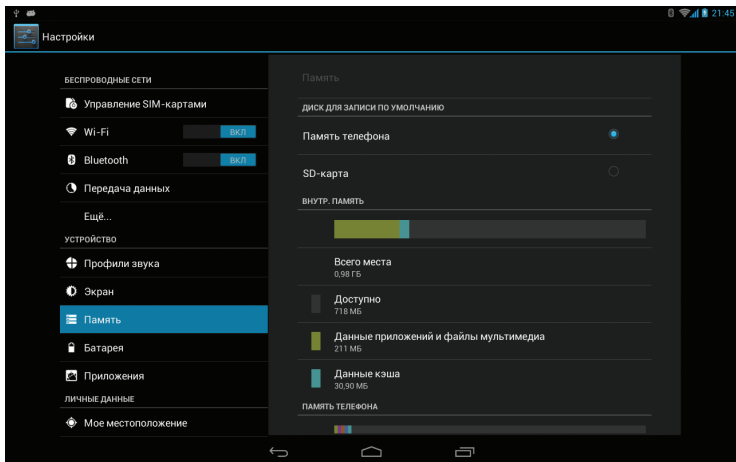 21:45
Настройки
БЕСПРОВОДНЫЕ СЕТИ
Управление SIM-картами
Wi-Fi ВКЛ
Bluetooth ВКЛ
Передача данных
Ещё...
УСТРОЙСТВО
Профили звука
Экран
Память
Батарея
Приложения
ЛИЧНЫЕ ДАННЫЕ
Мое местоположение
Память
ДИСК ДЛЯ ЗАПИСИ ПО УМОЛЧАНИЮ
Память телефона
SD-карта
ВНУТР. ПАМЯТЬ
Всего места
0,98 ГБ
Доступно
718 МБ
Данные приложений и файлы мультимедиа
211 МБ
Данные кэша
30,90 МБ
ПАМЯТЬ ТЕЛЕФОНА